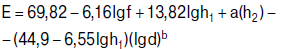 E = 69,82 – 6,16lgf + 13,82lgh₁ + a(h₂) –
– (44,9 – 6,55lgh₁)(lgd)ᵇ